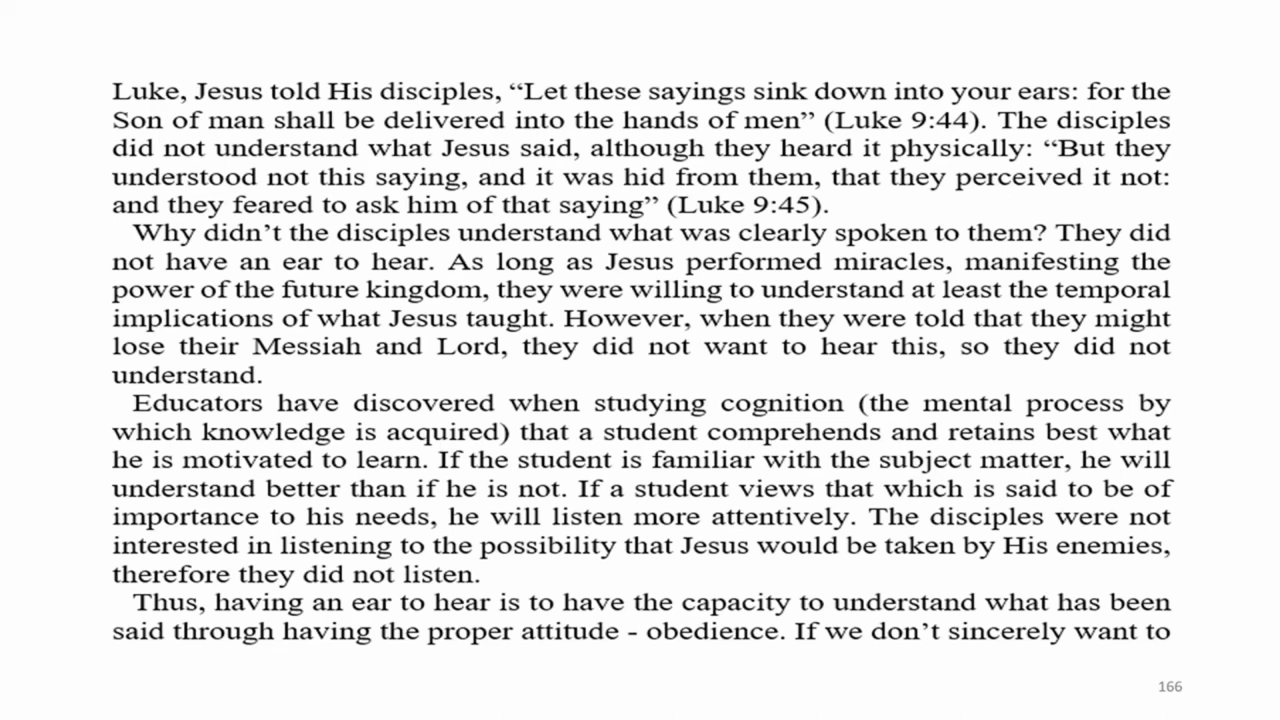 Luke, Jesus told His disciples, “Let these sayings sink down into your ears: for the
Son of man shall be delivered into the hands of men” (Luke 9:44). The disciples
did not understand what Jesus said, although they heard it physically: “But they
understood not this saying, and it was hid from them, that they perceived it not:
and they feared to ask him of that saying” (Luke 9:45).
Why didn’t the disciples understand what was clearly spoken to them? They did
not have an ear to hear. As long as Jesus performed miracles, manifesting the
power of the future kingdom, they were willing to understand at least the temporal
implications of what Jesus taught. However, when they were told that they might
lose their Messiah and Lord, they did not want to hear this, so they did not
understand.
Educators have discovered when studying cognition (the mental process by
which knowledge is acquired) that a student comprehends and retains best what
he is motivated to learn. If the student is familiar with the subject matter, he will
understand better than if he is not. If a student views that which is said to be of
importance to his needs, he will listen more attentively. The disciples were not
interested in listening to the possibility that Jesus would be taken by His enemies,
therefore they did not listen.
Thus, having an ear to hear is to have the capacity to understand what has been
said through having the proper attitude - obedience. If we don’t sincerely want to
166